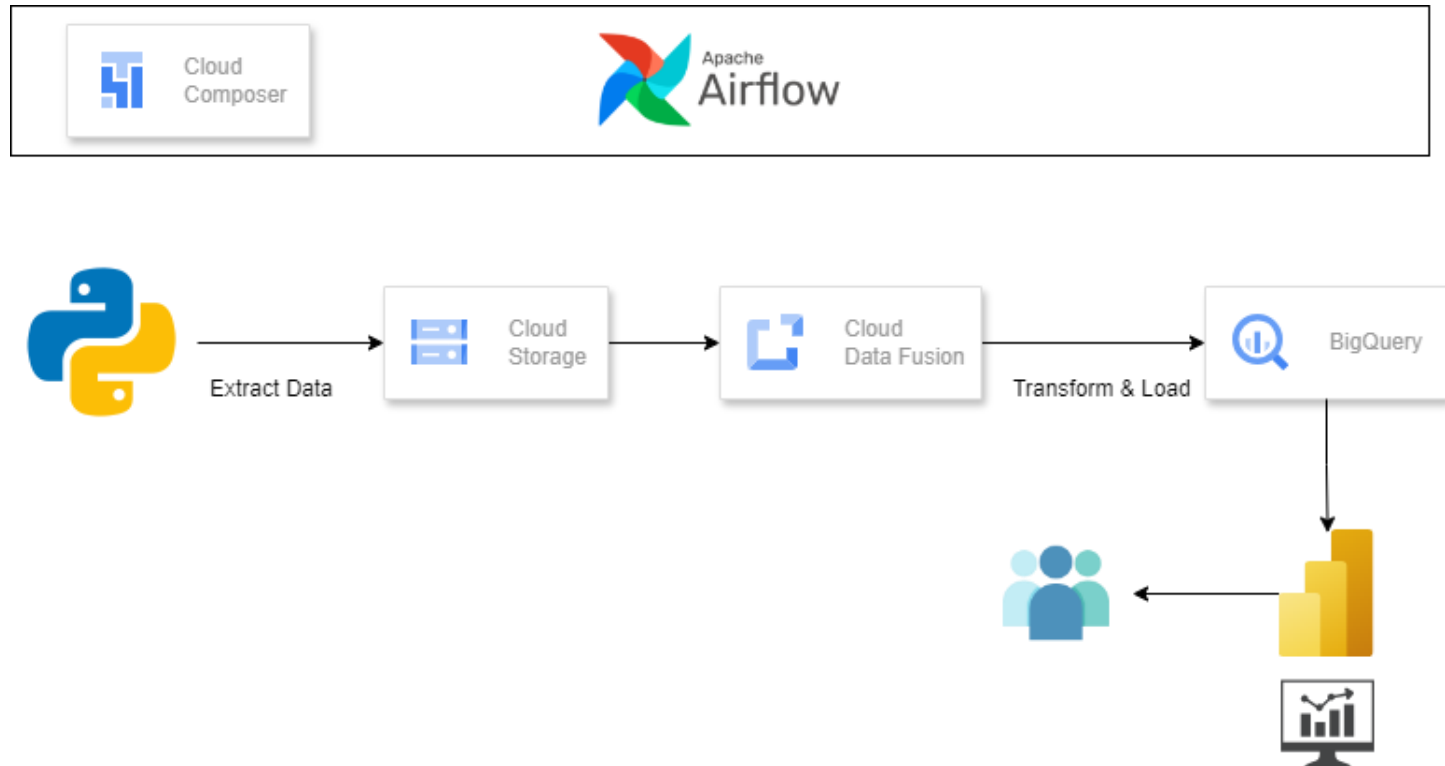 Cloud
Composer
Apache
Airflow
Cloud
Storage
Cloud
Data Fusion
BigQuery
Extract Data
Transform & Load